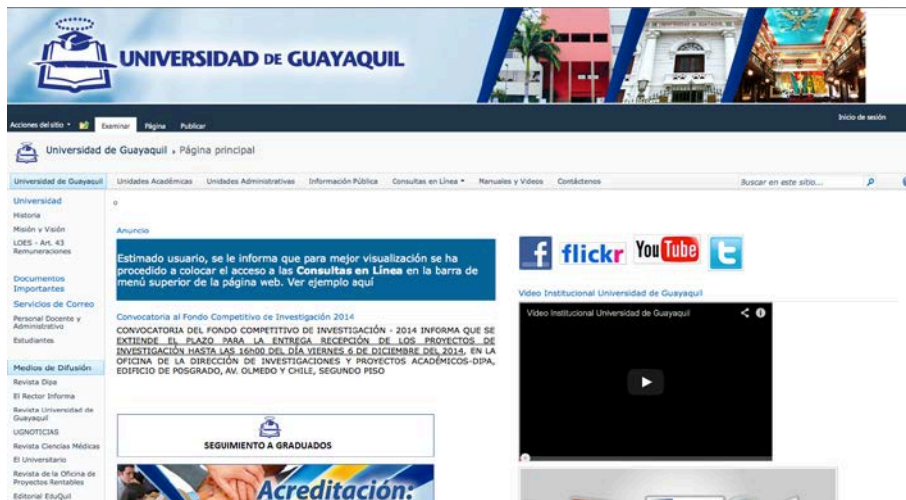 UNIVERSIDAD DE GUAYAQUIL
Acciones del sitio
Examinar
Página
Publicar
Inicio de sesión
Universidad de Guayaquil
Página principal
Universidad de Guayaquil
Unidades Académicas
Unidades Administrativas
Información Pública
Consultas en Línea
Manuales y Videos
Contáctenos
Buscar en este sitio...
Universidad
Historia
Misión y Visión
LOES - Art. 43
Remuneraciones
Documentos
Importantes
Servicios de Correo
Personal Docente y
Administrativo
Estudiantes
Medios de Difusión
Revista Dipa
El Rector Informa
Revista Universidad de
Guayaquil
UGNOTICIAS
Revista Ciencias Médicas
El Universitario
Revista de la Oficina de
Proyectos Rentables
Editorial EduQuil
Anuncio
Estimado usuario, se le informa que para mejor visualización se ha
procedido a colocar el acceso a las Consultas en Línea en la barra de
menú superior de la página web. Ver ejemplo aquí
Convocatoria al Fondo Competitivo de Investigación 2014
CONVOCATORIA DEL FONDO COMPETITIVO DE INVESTIGACIÓN - 2014 INFORMA QUE SE
EXTIENDE EL PLAZO PARA LA ENTREGA RECEPCIÓN DE LOS PROYECTOS DE
INVESTIGACIÓN HASTA LAS 16h00 DEL DÍA VIERNES 6 DE DICIEMBRE DEL 2014, EN LA
OFICINA DE LA DIRECCIÓN DE INVESTIGACIONES Y PROYECTOS ACADÉMICOS-DIPA,
EDIFICIO DE POSGRADO, AV. OLMEDO Y CHILE, SEGUNDO PISO
SEGUIMIENTO A GRADUADOS
Acreditación:
f
flickr
You Tube
t
Video Institucional Universidad de Guayaquil
Video Institucional Universidad de Guayaquil